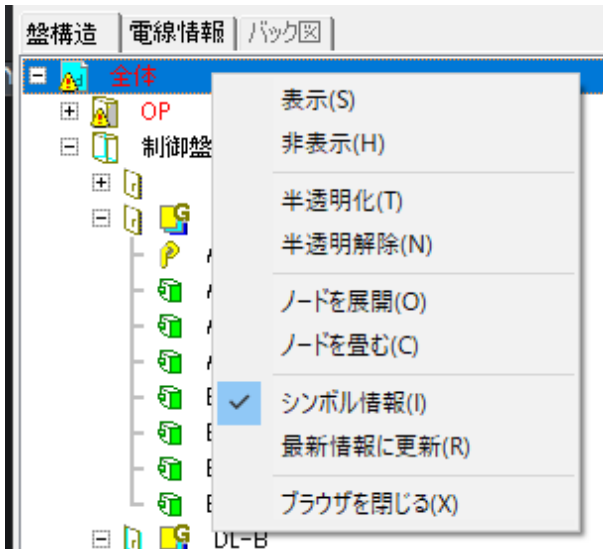 盤構造
電線情報
バック図
全体
OP
制御盤
表示(S)
非表示(H)
半透明化(T)
半透明解除(N)
ノードを展開(O)
ノードを畳む(C)
シンボル情報(I)
最新情報に更新(R)
ブラウザを閉じる(X)
DL-B